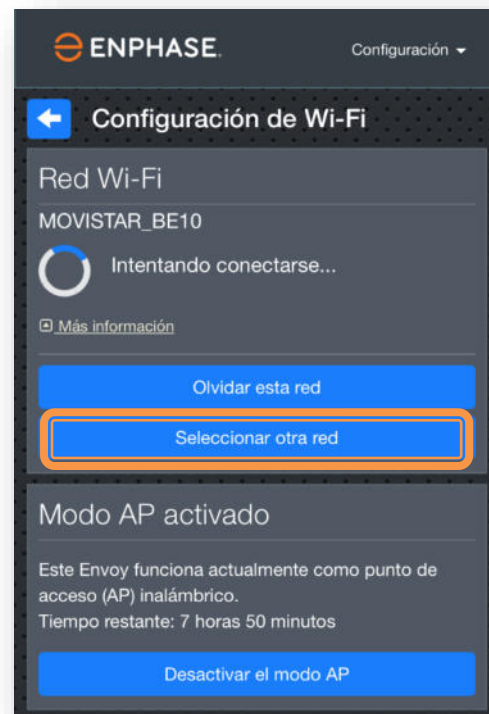 ENPHASE.
Configuración
Configuración de Wi-Fi
Red Wi-Fi
MOVISTAR_BE10
Intentando conectarse...
Más información
Olvidar esta red
Seleccionar otra red
Modo AP activado
Este Envoy funciona actualmente como punto de
acceso (AP) inalámbrico.
Tiempo restante: 7 horas 50 minutos
Desactivar el modo AP